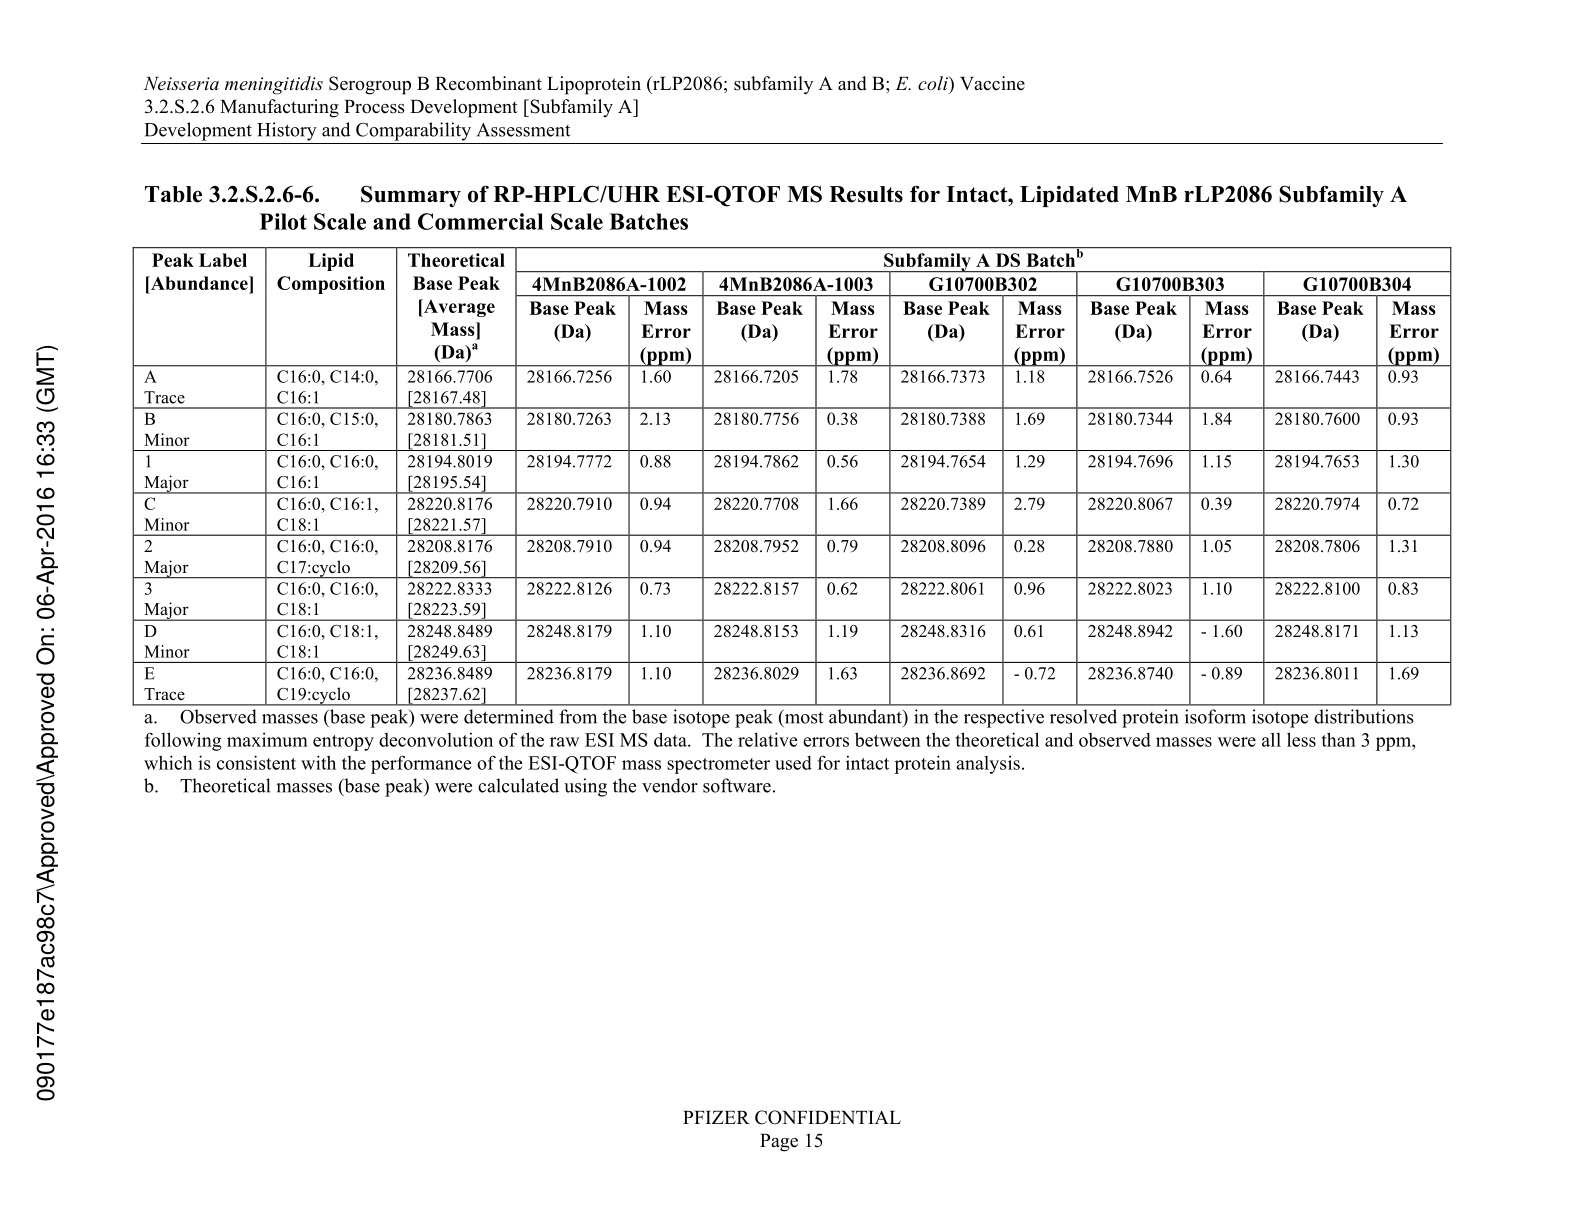 Neisseria meningitidis Serogroup B Recombinant Lipoprotein (rLP2086; subfamily A and B; E. coli) Vaccine
3.2.S.2.6 Manufacturing Process Development [Subfamily A]
Development History and Comparability Assessment
Table 3.2.S.2.6-6. Summary of RP-HPLC/UHR ESI-QTOF MS Results for Intact, Lipidated MnB rLP2086 Subfamily A
Pilot Scale and Commercial Scale Batches
Peak Label Lipid Theoretical Subfamily A DS Batchb
[Abundance] Composition Base Peak 4MnB2086A-1002 4MnB2086A-1003 G10700B302 G10700B303 G10700B304
[Average Base Peak Mass Base Peak Mass Base Peak Mass Base Peak Mass Base Peak Mass
Mass] (Da) Error (Da) Error (Da) Error (Da) Error (Da) Error
(Da)a (ppm) (ppm) (ppm) (ppm) (ppm)
A C16:0, C14:0, 28166.7706 28166.7256 1.60 28166.7205 1.78 28166.7373 1.18 28166.7526 0.64 28166.7443 0.93
Trace C16:1 [28167.48]
B C16:0, C15:0, 28180.7863 28180.7263 2.13 28180.7756 0.38 28180.7388 1.69 28180.7344 1.84 28180.7600 0.93
Minor C16:1 [28181.51]
1 C16:0, C16:0, 28194.8019 28194.7772 0.88 28194.7862 0.56 28194.7654 1.29 28194.7696 1.15 28194.7653 1.30
Major C16:1 [28195.54]
C C16:0, C16:1, 28220.8176 28220.7910 0.94 28220.7708 1.66 28220.7389 2.79 28220.8067 0.39 28220.7974 0.72
Minor C18:1 [28221.57]
2 C16:0, C16:0, 28208.8176 28208.7910 0.94 28208.7952 0.79 28208.8096 0.28 28208.7880 1.05 28208.7806 1.31
Major C17:cyclo [28209.56]
3 C16:0, C16:0, 28222.8333 28222.8126 0.73 28222.8157 0.62 28222.8061 0.96 28222.8023 1.10 28222.8100 0.83
Major C18:1 [28223.59]
D C16:0, C18:1, 28248.8489 28248.8179 1.10 28248.8153 1.19 28248.8316 0.61 28248.8942 - 1.60 28248.8171 1.13
Minor C18:1 [28249.63]
E C16:0, C16:0, 28236.8489 28236.8179 1.10 28236.8029 1.63 28236.8692 - 0.72 28236.8740 - 0.89 28236.8011 1.69
Trace C19:cyclo [28237.62]
a. Observed masses (base peak) were determined from the base isotope peak (most abundant) in the respective resolved protein isoform isotope distributions
following maximum entropy deconvolution of the raw ESI MS data. The relative errors between the theoretical and observed masses were all less than 3 ppm,
which is consistent with the performance of the ESI-QTOF mass spectrometer used for intact protein analysis.
b. Theoretical masses (base peak) were calculated using the vendor software.
PFIZER CONFIDENTIAL
Page 15
090177e187ac98c7\Approved\Approved On: 06-Apr-2016 16:33 (GMT)